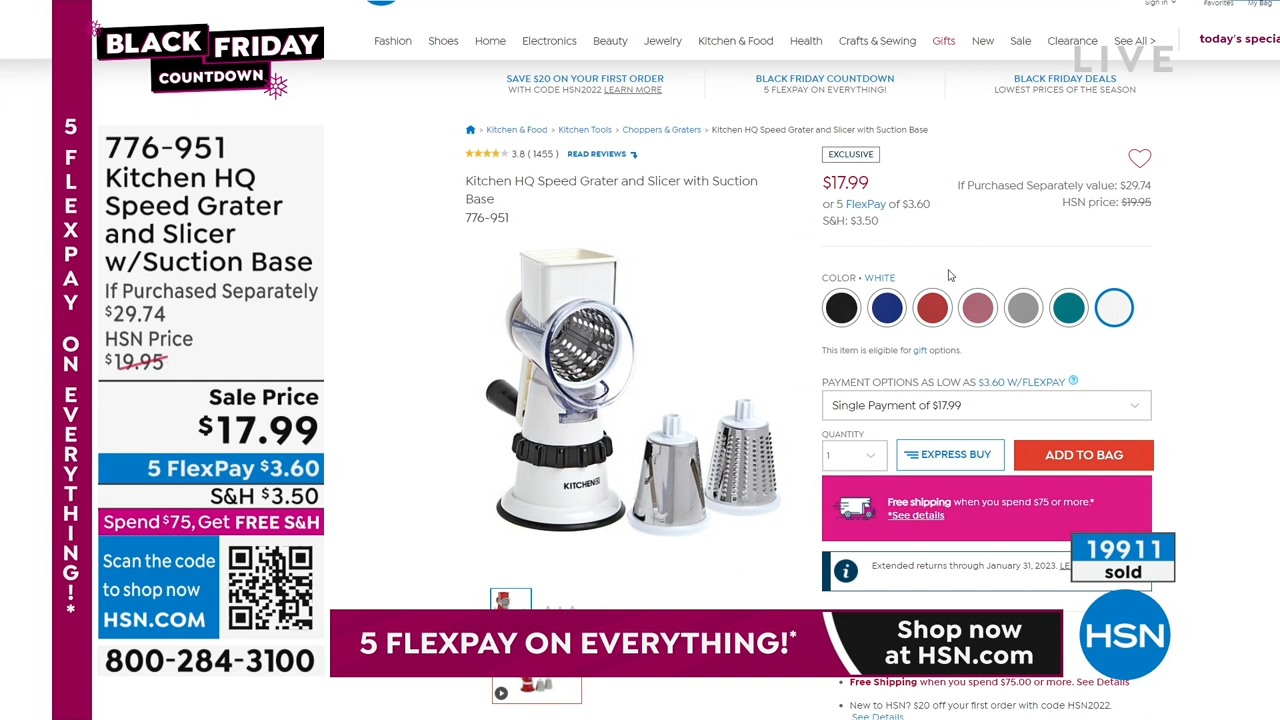 BLACK FRIDAY
COUNTDOWN
5 FLEXPAY ON EVERYTHING!*
776-951
Kitchen HQ
Speed Grater
and Slicer
w/Suction Base
If Purchased Separately
$29.74
HSN Price
$19.95
Sale Price
$17.99
5 FlexPay $3.60
S&H $3.50
Spend $75, Get FREE S&H
Scan the code
to shop now
HSN.COM
800-284-3100
Sign in
Favorites
My Bag
Fashion Shoes Home Electronics Beauty Jewelry Kitchen & Food Health Crafts & Sewing Gifts New Sale Clearance See All >
today's specia
LIVE
SAVE $20 ON YOUR FIRST ORDER
WITH CODE HSN2022 LEARN MORE
BLACK FRIDAY COUNTDOWN
5 FLEXPAY ON EVERYTHING!
BLACK FRIDAY DEALS
LOWEST PRICES OF THE SEASON
> Kitchen & Food > Kitchen Tools > Choppers & Graters > Kitchen HQ Speed Grater and Slicer with Suction Base
3.8 ( 1455 ) READ REVIEWS
Kitchen HQ Speed Grater and Slicer with Suction
Base
776-951
KITCHEN HQ
EXCLUSIVE
$17.99
or 5 FlexPay of $3.60
S&H: $3.50
If Purchased Separately value: $29.74
HSN price: $19.95
COLOR • WHITE
This item is eligible for gift options.
PAYMENT OPTIONS AS LOW AS $3.60 W/FLEXPAY ?
Single Payment of $17.99
QUANTITY
1
EXPRESS BUY
ADD TO BAG
Free shipping when you spend $75 or more.*
*See details
i
Extended returns through January 31, 2023. LE
19911
sold
5 FLEXPAY ON EVERYTHING!*
Shop now
at HSN.com
HSN
• Free Shipping when you spend $75.00 or more. See Details
• New to HSN? $20 off your first order with code HSN2022.
See Details